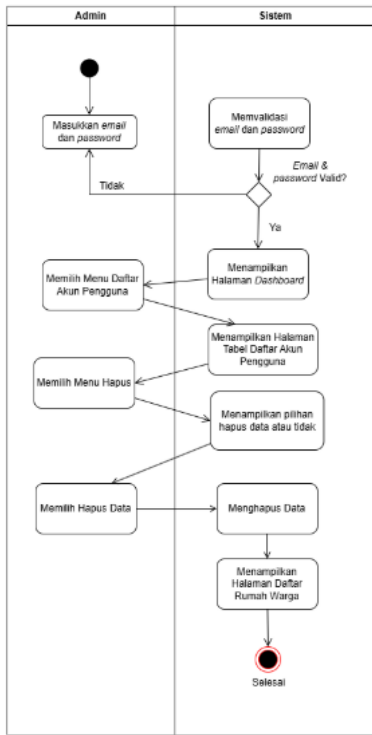 Admin
Sistem
Masukkan email
dan password
Memvalidasi
email dan password
Email &
password Valid?
Tidak
Ya
Menampilkan
Halaman Dashboard
Memilih Menu Daftar
Akun Pengguna
Menampilkan Halaman
Tabel Daftar Akun
Pengguna
Memilih Menu Hapus
Menampilkan pilihan
hapus data atau tidak
Memilih Hapus Data
Menghapus Data
Menampilkan
Halaman Daftar
Rumah Warga
Selesai